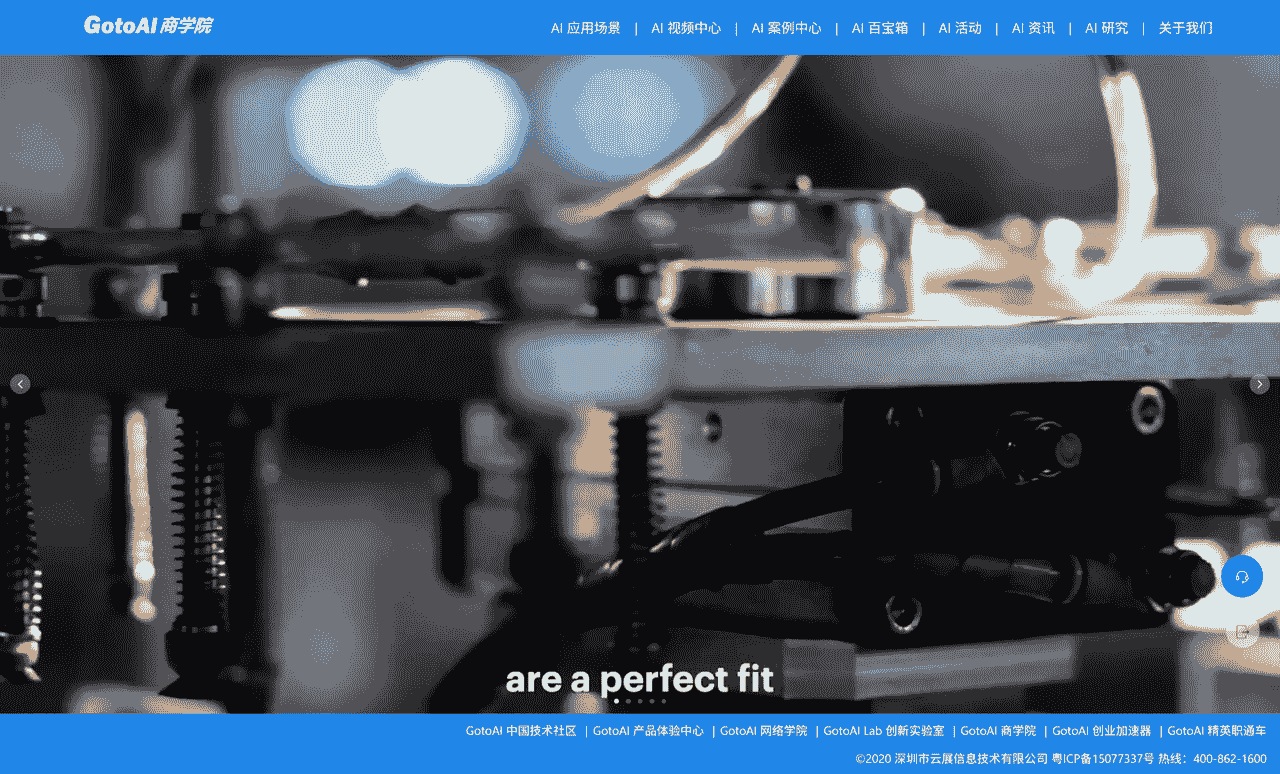 GotoAI 商学院
AI 应用场景 | AI 视频中心 | AI 案例中心 | AI 百宝箱 | AI 活动 | AI 资讯 | AI 研究 | 关于我们
are a perfect fit
GotoAI 中国技术社区 | GotoAI 产品体验中心 | GotoAI 网络学院 | GotoAI Lab 创新实验室 | GotoAI 商学院 | GotoAI 创业加速器 | GotoAI 精英职通车
©2020 深圳市云展信息技术有限公司 粤ICP备15077337号 热线：400-862-1600